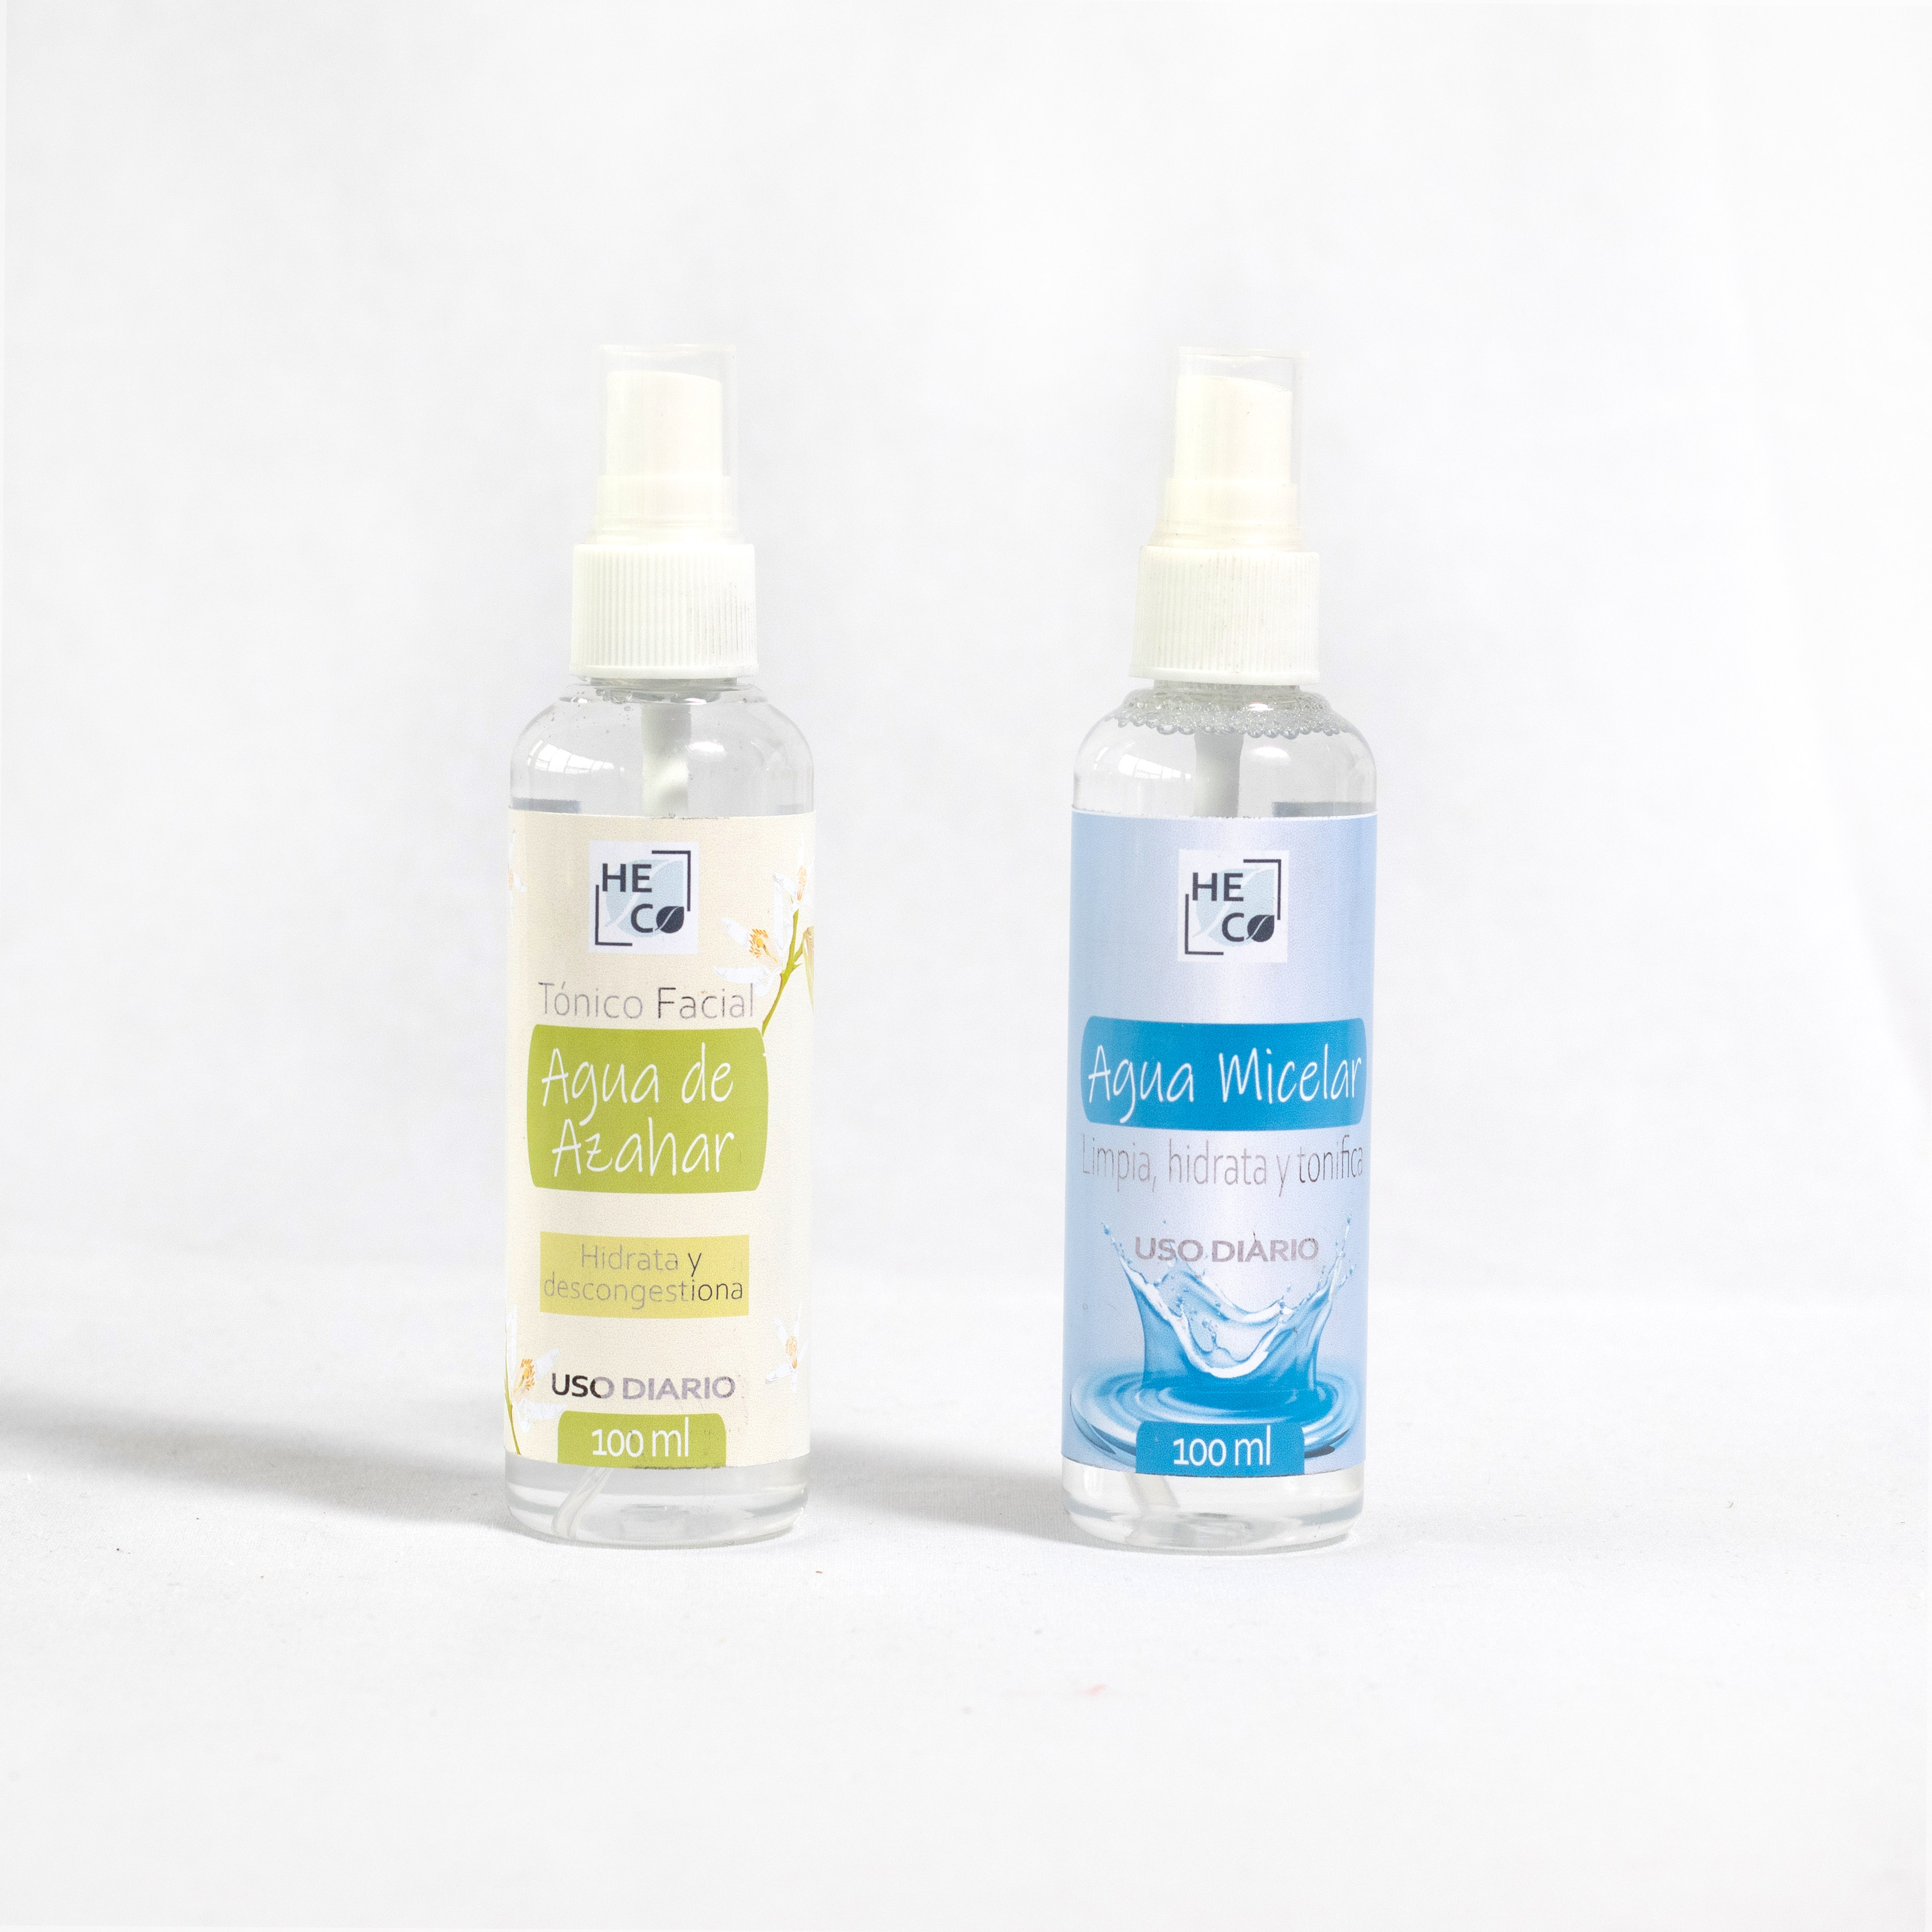 HE
CO
Tónico Facial
Agua de
Azahar
Hidrata y
descongestiona
USO DIARIO
100 ml
HE
CO
Agua Micelar
Limpia, hidrata y tonifica
USO DIARIO
100 ml